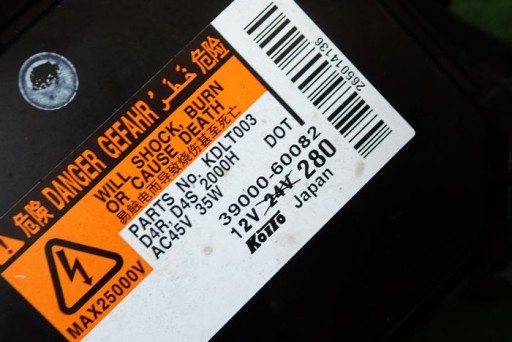 危険 DANGER GEFAHR خطر 危险
WILL SHOCK, BURN
OR CAUSE DEATH
易触电而导致烧伤甚至死亡
MAX25000V
PARTS No. KDLT003
D4R, D4S 2000H DOT
AC45V 35W
39000-60082
12V 24V 280
KOITO Japan
265014136